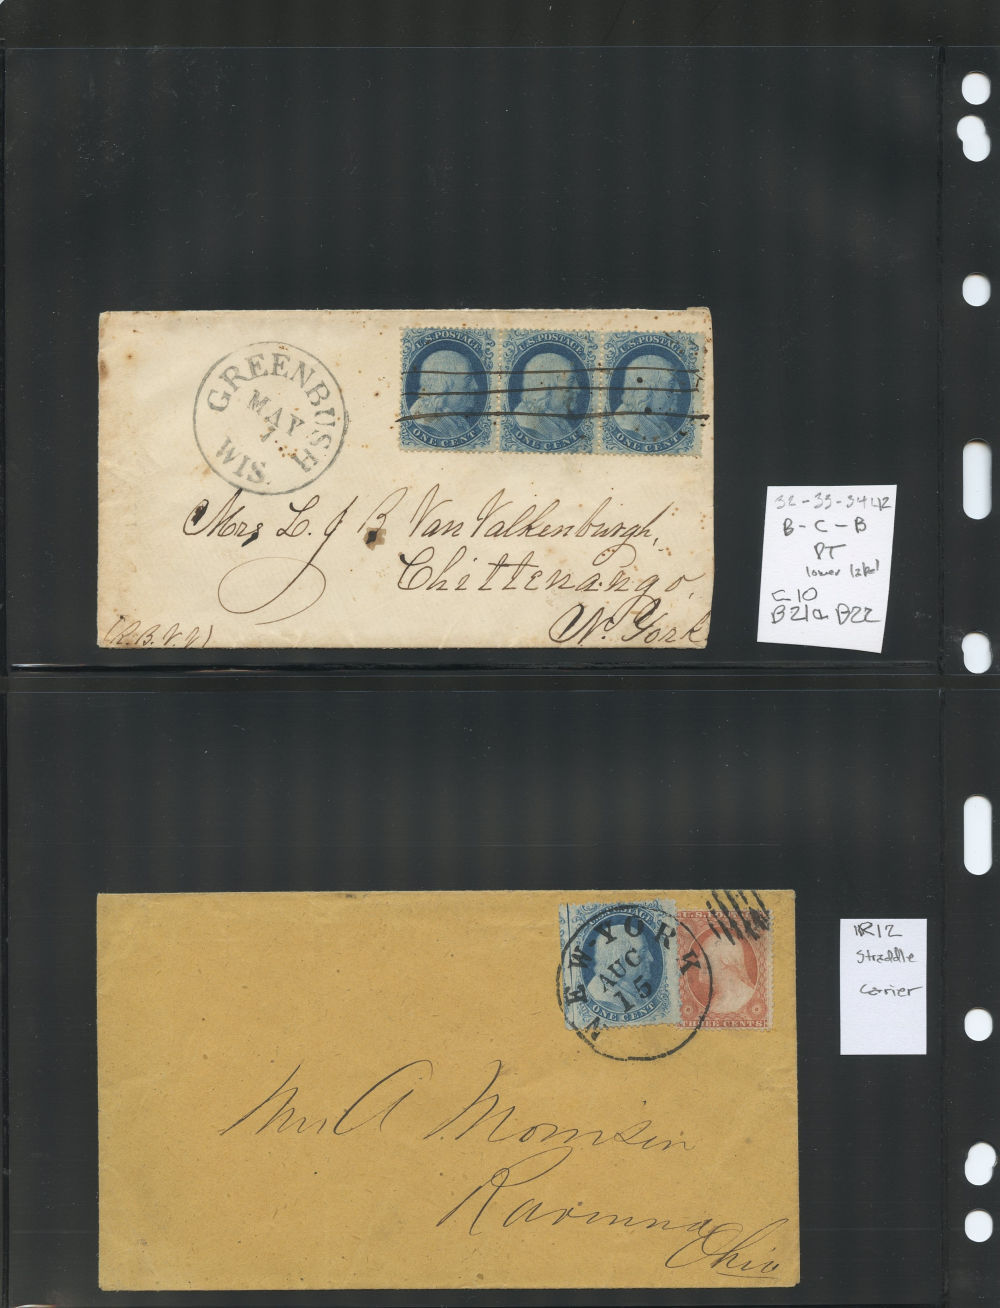 U.S. POSTAGE U.S. POSTAGE U.S. POSTAGE
ONE CENT ONE CENT ONE CENT
GREENBUSH
MAY
7
WIS.
Mrs L. J B Van Valkenburgh,
Chittenango,
N. York
(R.B.V.V)
32-33-34L12
B-C-B
PT
lower label
C 10
B21a B22
U.S. POSTAGE
ONE CENT
THREE CENTS
NEW-YORK
AUG
15
Mr. A Morrison
Ravenna
Ohio
1R12
Straddle
carrier